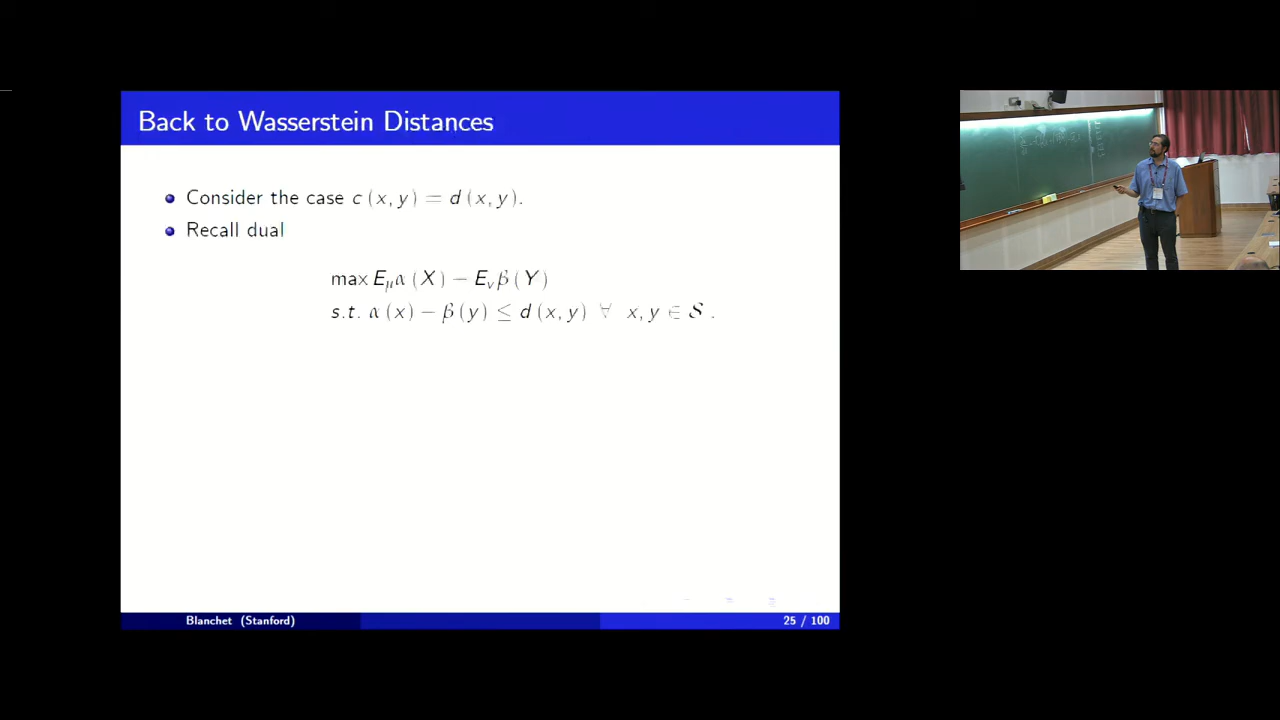 Back to Wasserstein Distances
Consider the case c (x, y) = d (x, y).
Recall dual
max E_μ α (X) − E_ν β (Y)
s.t. α (x) − β (y) ≤ d (x, y) ∀ x, y ∈ S .
Blanchet (Stanford)
25 / 100